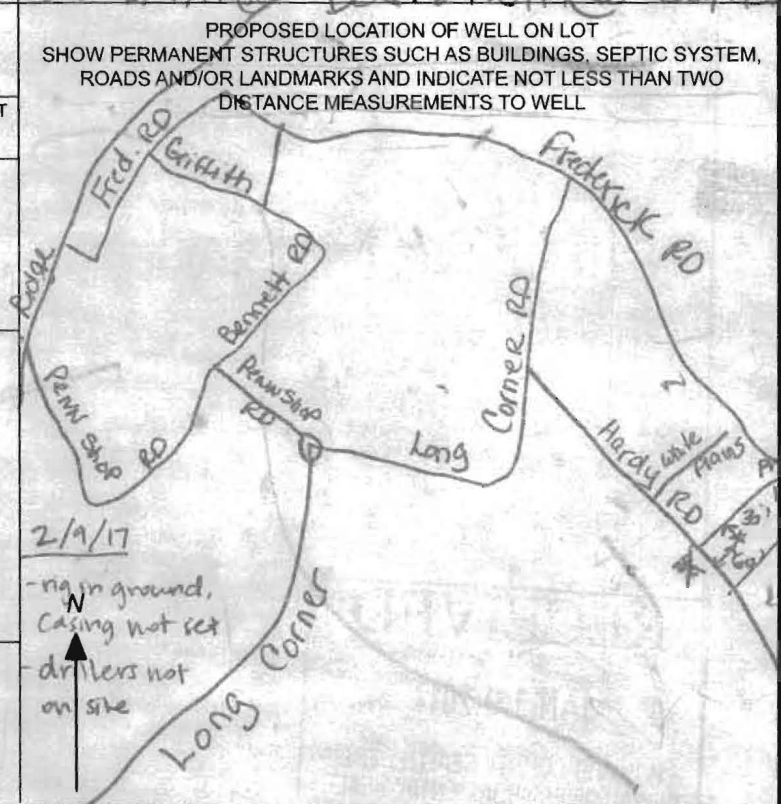 PROPOSED LOCATION OF WELL ON LOT
SHOW PERMANENT STRUCTURES SUCH AS BUILDINGS, SEPTIC SYSTEM,
ROADS AND/OR LANDMARKS AND INDICATE NOT LESS THAN TWO
DISTANCE MEASUREMENTS TO WELL
T
Fred. RD
Griffith
Frederick RD
Ridge
Bennett RD
Penn Shop
RD
Penn Shop
RD
Long
Corner RD
Hardy
RD
Plains
30'
Long Corner
2/9/17
- rig in ground,
casing not set
- drillers not
on site
N